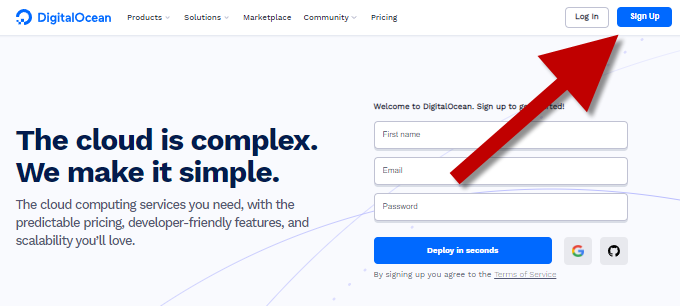 DigitalOcean Products Solutions Marketplace Community Pricing Log In Sign Up
Welcome to DigitalOcean. Sign up to get started!
The cloud is complex.
We make it simple.
First name
Email
Password
The cloud computing services you need, with the
predictable pricing, developer-friendly features, and
scalability you'll love.
Deploy in seconds
By signing up you agree to the Terms of Service